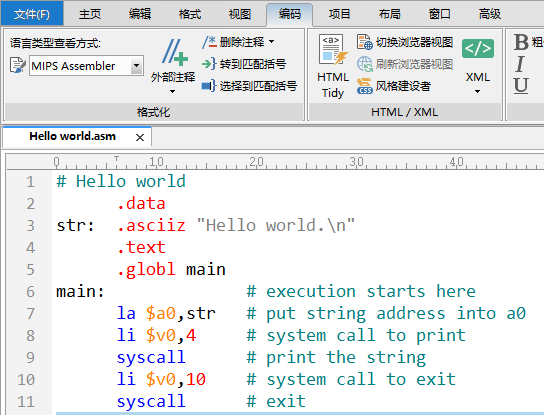 文件(F) 主页 编辑 格式 视图 编码 项目 布局 窗口 高级
语言类型查看方式:
MIPS Assembler
外部注释
删除注释
转到匹配括号
选择到匹配括号
格式化
<a>
HTML Tidy
切换浏览器视图
刷新浏览器视图
CSS 风格建设者
</>
XML
HTML / XML
B 粗
I
U
Hello world.asm ×
0 10 20 30 40
1 # Hello world
2 .data
3 str: .asciiz "Hello world.\n"
4 .text
5 .globl main
6 main: # execution starts here
7 la $a0,str # put string address into a0
8 li $v0,4 # system call to print
9 syscall # print the string
10 li $v0,10 # system call to exit
11 syscall # exit